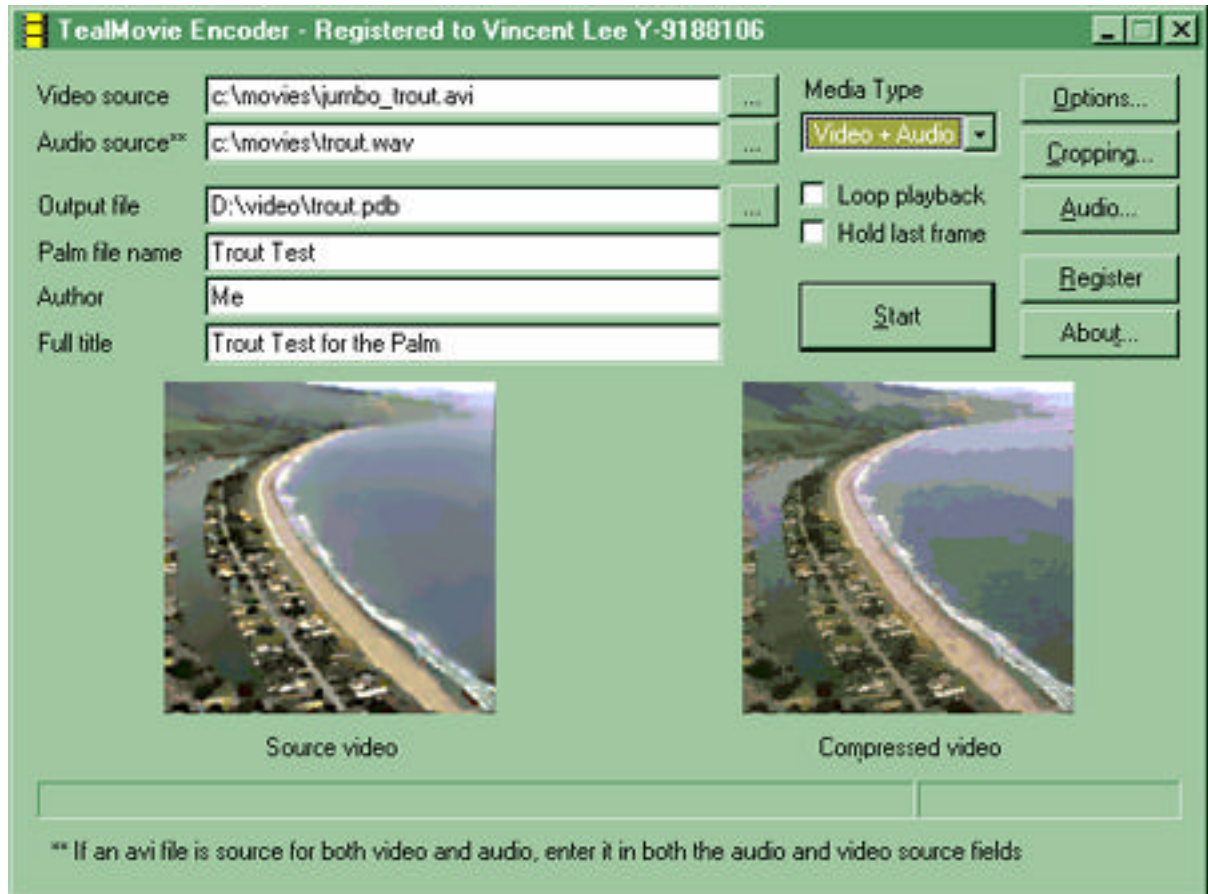 TealMovie Encoder - Registered to Vincent Lee Y-9188106
Video source c:\movies\jumbo_trout.avi ...
Audio source** c:\movies\trout.wav ...
Output file D:\video\trout.pdb ...
Palm file name Trout Test
Author Me
Full title Trout Test for the Palm
Media Type
Video + Audio
Loop playback
Hold last frame
Start
Options...
Cropping...
Audio...
Register
About...
Source video
Compressed video
** If an avi file is source for both video and audio, enter it in both the audio and video source fields